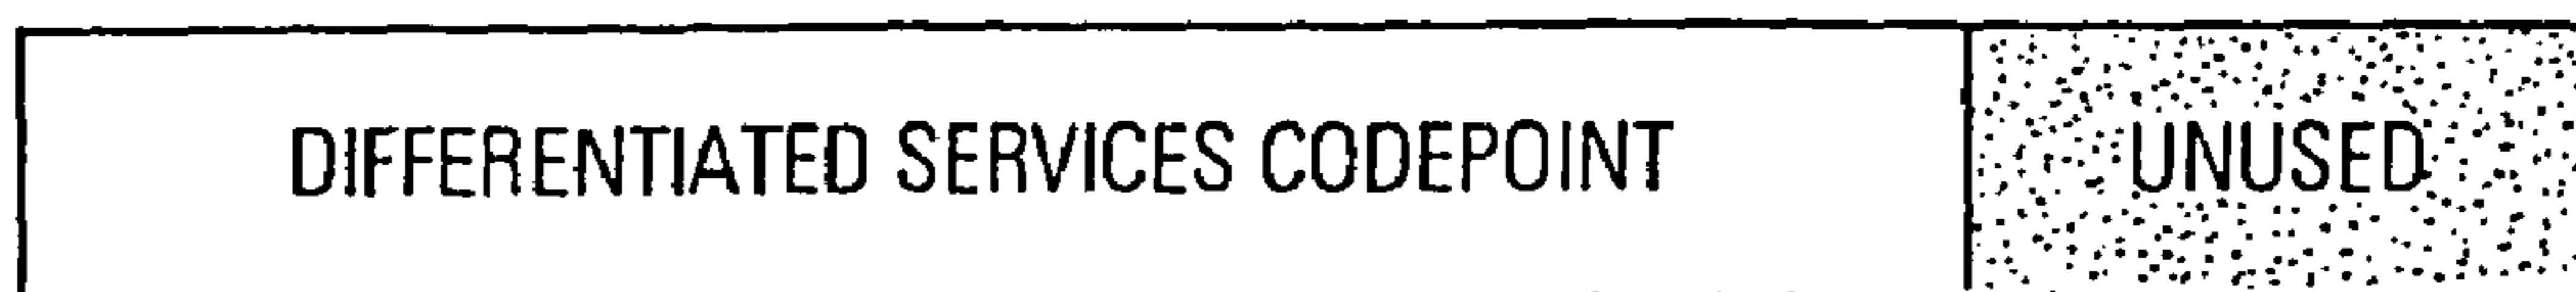 DIFFERENTIATED SERVICES CODEPOINT UNUSED